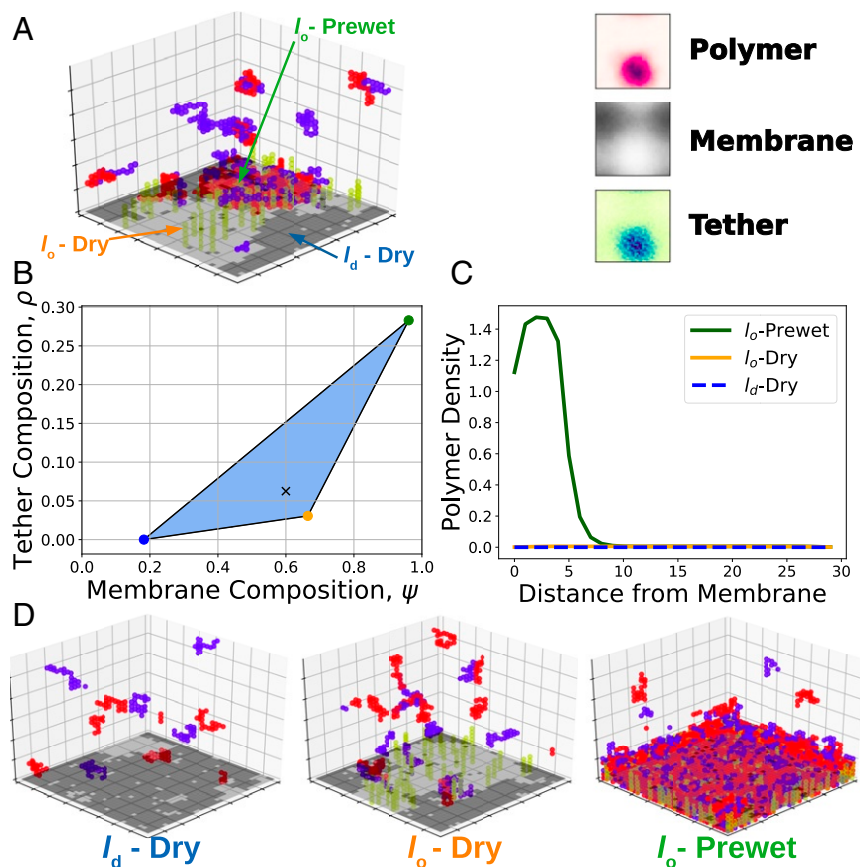 A
lo - Prewet
lo - Dry
ld - Dry
Polymer
Membrane
Tether
B
Tether Composition, ρ
0.30
0.25
0.20
0.15
0.10
0.05
0.00
0.0 0.2 0.4 0.6 0.8 1.0
Membrane Composition, ψ
C
Polymer Density
1.4
1.2
1.0
0.8
0.6
0.4
0.2
0.0
lo-Prewet
lo-Dry
ld-Dry
0 5 10 15 20 25 30
Distance from Membrane
D
ld - Dry
lo - Dry
lo - Prewet